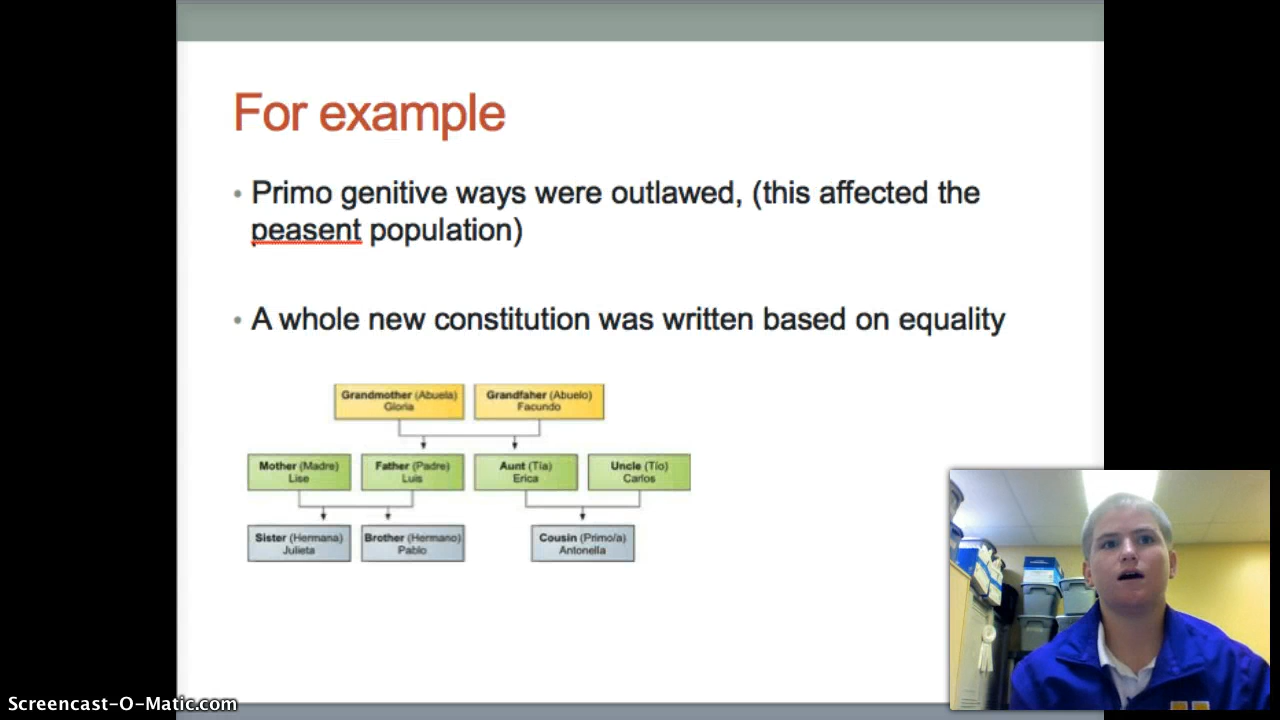 For example
• Primo genitive ways were outlawed, (this affected the
peasent population)
• A whole new constitution was written based on equality
Grandmother (Abuela)
Gloria
Grandfaher (Abuelo)
Facundo
Mother (Madre)
Lise
Father (Padre)
Luis
Aunt (Tía)
Erica
Uncle (Tío)
Carlos
Sister (Hermana)
Julieta
Brother (Hermano)
Pablo
Cousin (Primo/a)
Antonella
Screencast-O-Matic.com